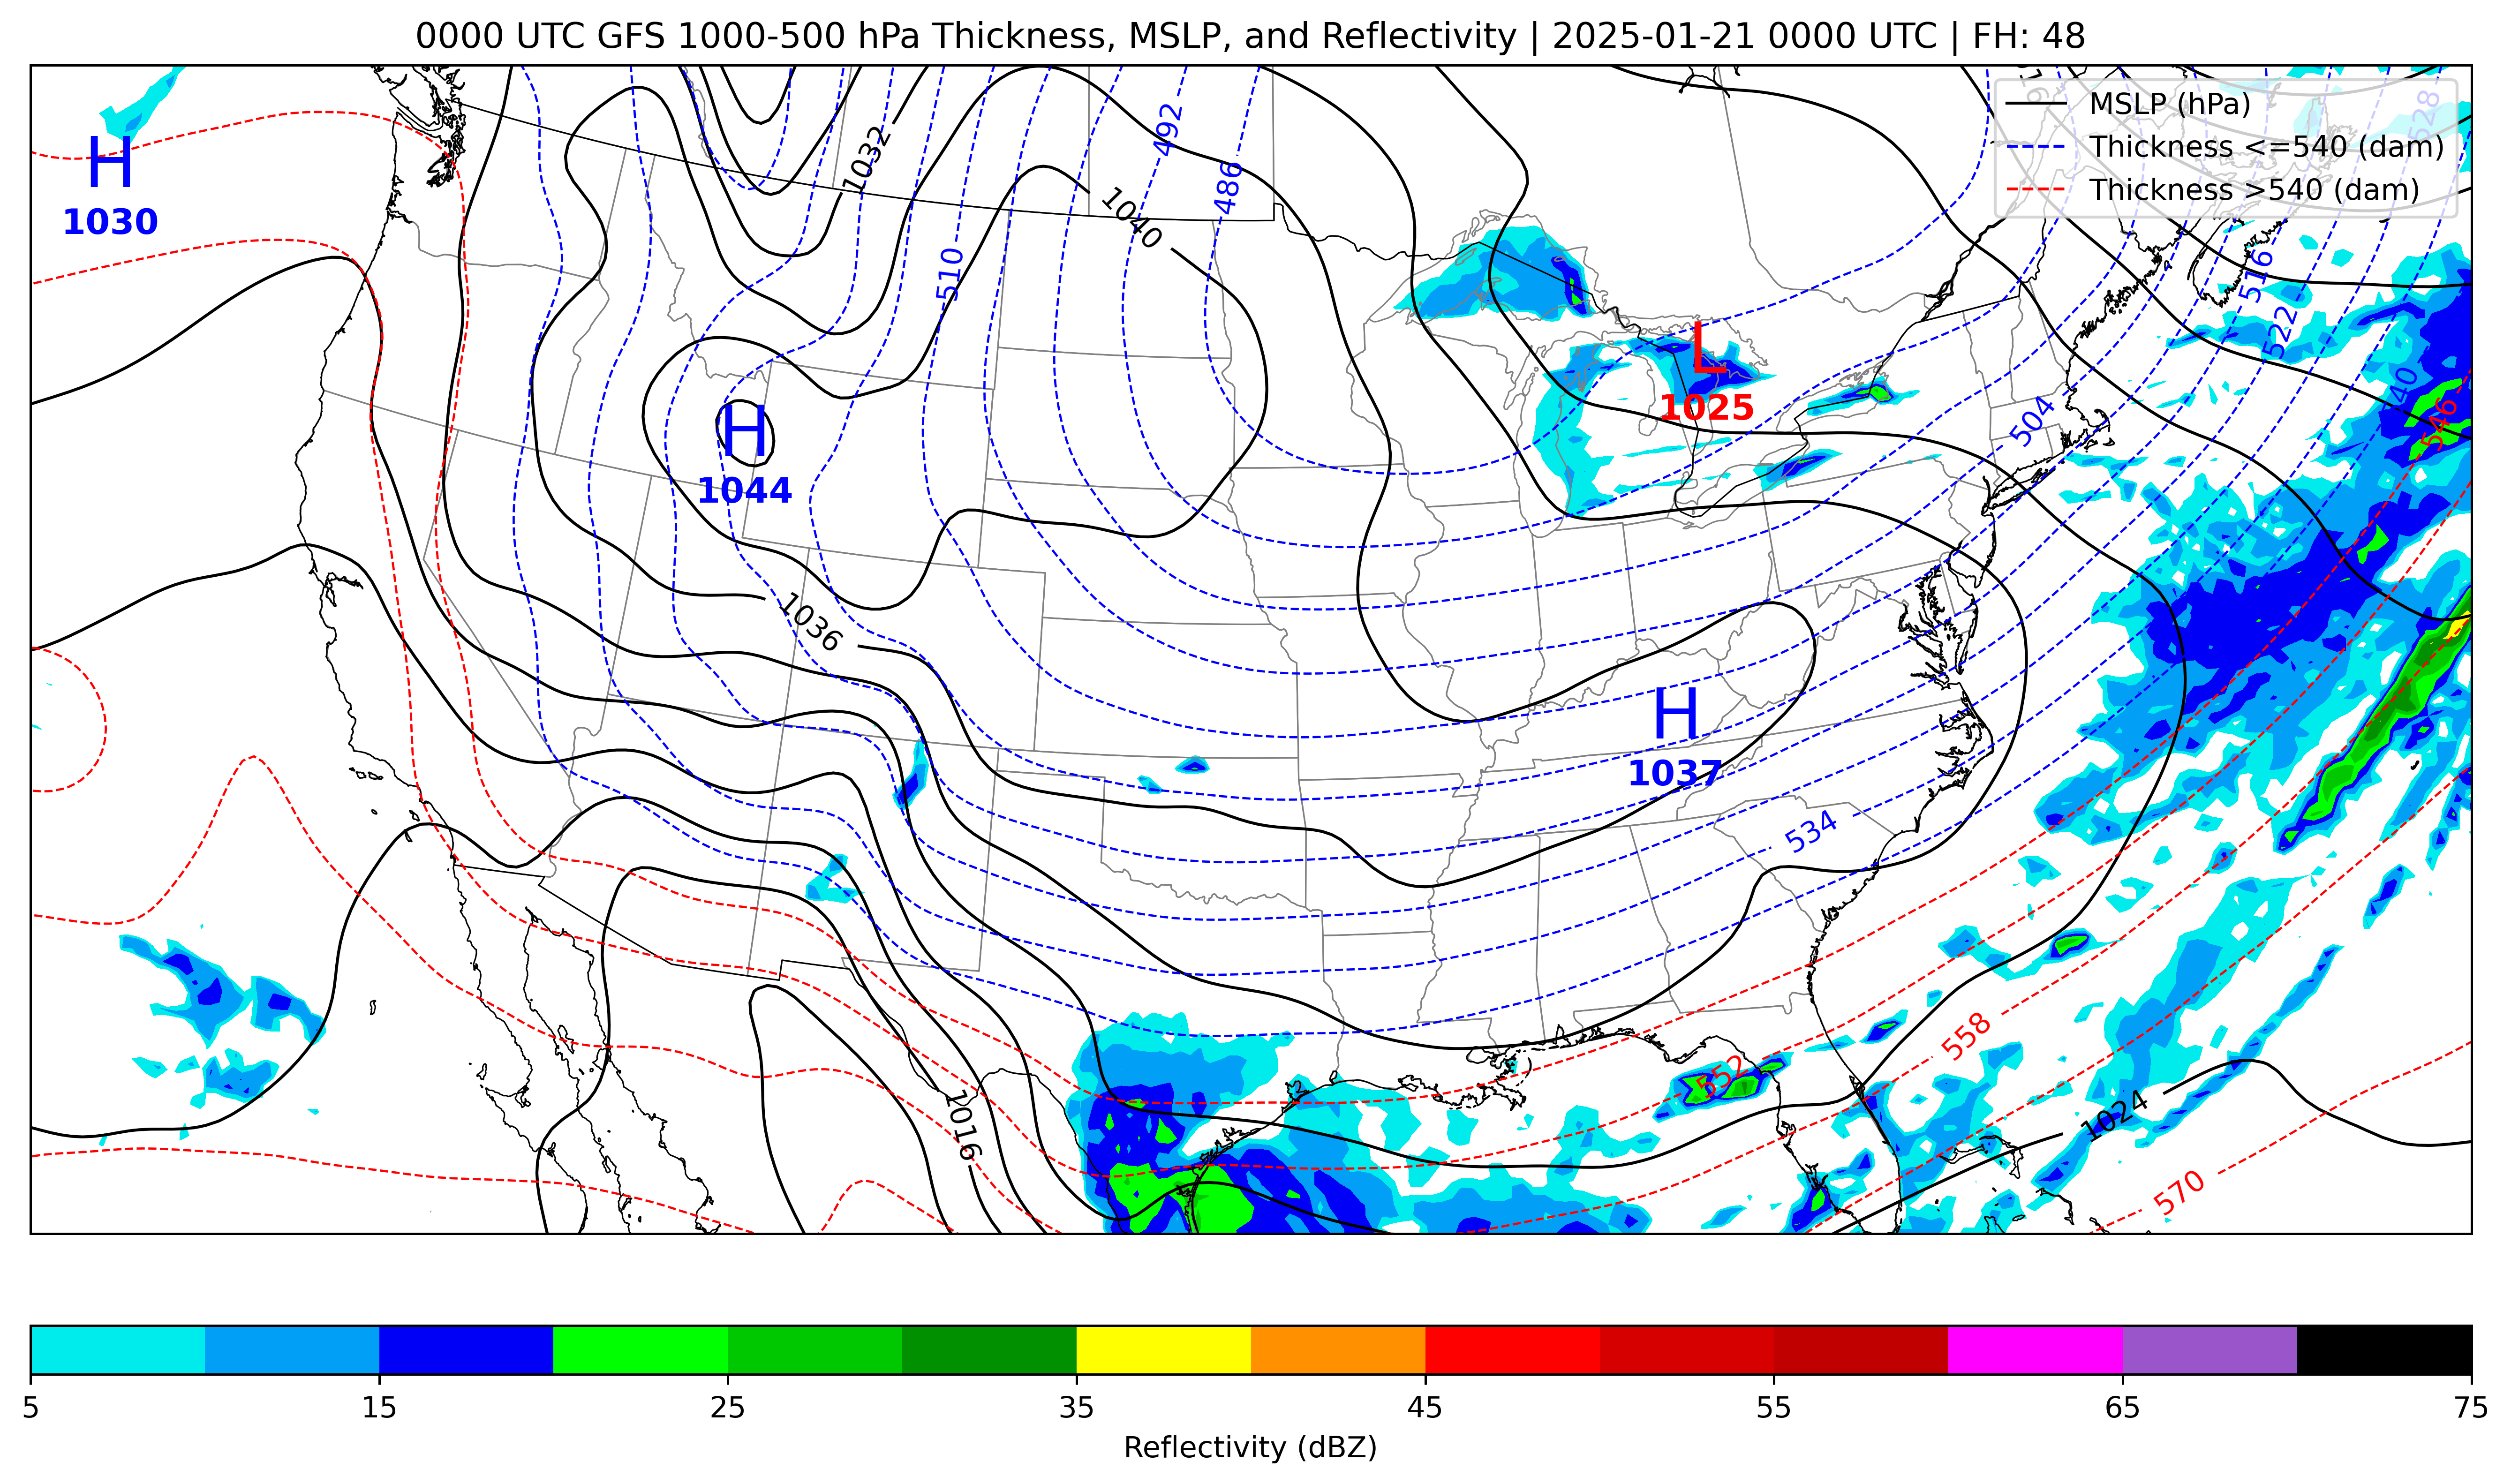 0000 UTC GFS 1000-500 hPa Thickness, MSLP, and Reflectivity | 2025-01-21 0000 UTC | FH: 48
MSLP (hPa)
Thickness <=540 (dam)
Thickness >540 (dam)
528
492
1032
486
H
1030
1040
510
516
522
L
1025
540
546
504
H
1044
1036
H
1037
534
552
558
1016
1024
570
5 15 25 35 45 55 65 75
Reflectivity (dBZ)